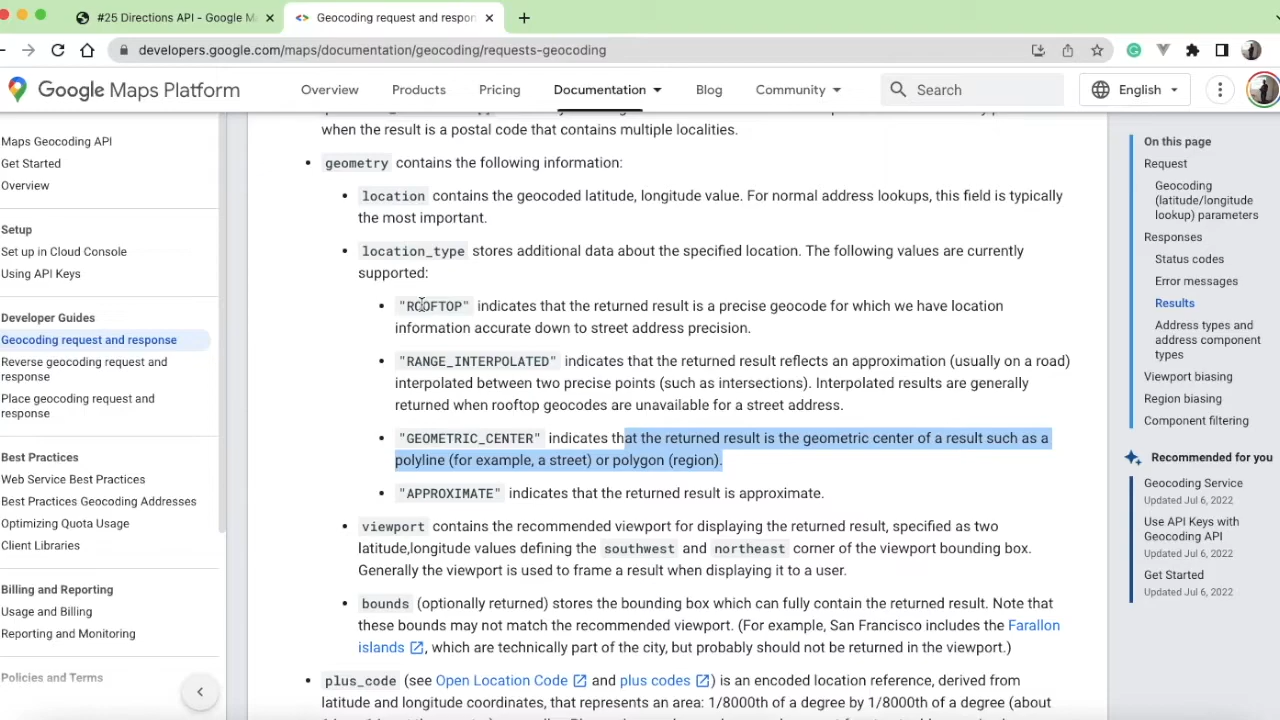 #25 Directions API - Google M
Geocoding request and respon
developers.google.com/maps/documentation/geocoding/requests-geocoding
Google Maps Platform
Overview
Products
Pricing
Documentation
Blog
Community
Search
English
Maps Geocoding API
Get Started
Overview
Setup
Set up in Cloud Console
Using API Keys
Developer Guides
Geocoding request and response
Reverse geocoding request and
response
Place geocoding request and
response
Best Practices
Web Service Best Practices
Best Practices Geocoding Addresses
Optimizing Quota Usage
Client Libraries
Billing and Reporting
Usage and Billing
Reporting and Monitoring
Policies and Terms
when the result is a postal code that contains multiple localities.
geometry contains the following information:
location contains the geocoded latitude, longitude value. For normal address lookups, this field is typically
the most important.
location_type stores additional data about the specified location. The following values are currently
supported:
"ROOFTOP" indicates that the returned result is a precise geocode for which we have location
information accurate down to street address precision.
"RANGE_INTERPOLATED" indicates that the returned result reflects an approximation (usually on a road)
interpolated between two precise points (such as intersections). Interpolated results are generally
returned when rooftop geocodes are unavailable for a street address.
"GEOMETRIC_CENTER" indicates that the returned result is the geometric center of a result such as a
polyline (for example, a street) or polygon (region).
"APPROXIMATE" indicates that the returned result is approximate.
viewport contains the recommended viewport for displaying the returned result, specified as two
latitude,longitude values defining the southwest and northeast corner of the viewport bounding box.
Generally the viewport is used to frame a result when displaying it to a user.
bounds (optionally returned) stores the bounding box which can fully contain the returned result. Note that
these bounds may not match the recommended viewport. (For example, San Francisco includes the Farallon
islands, which are technically part of the city, but probably should not be returned in the viewport.)
plus_code (see Open Location Code and plus codes) is an encoded location reference, derived from
latitude and longitude coordinates, that represents an area: 1/8000th of a degree by 1/8000th of a degree (about
On this page
Request
Geocoding
(latitude/longitude
lookup) parameters
Responses
Status codes
Error messages
Results
Address types and
address component
types
Viewport biasing
Region biasing
Component filtering
Recommended for you
Geocoding Service
Updated Jul 6, 2022
Use API Keys with
Geocoding API
Updated Jul 6, 2022
Get Started
Updated Jul 6, 2022